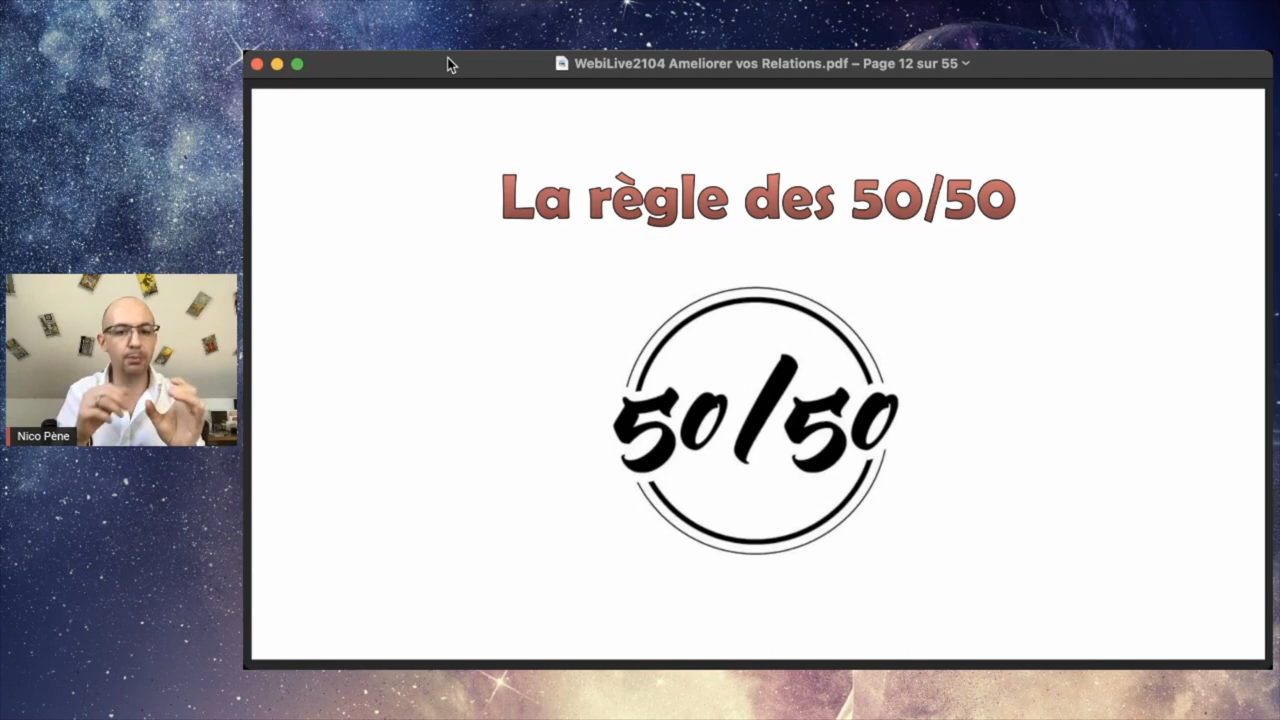 WebiLive2104 Ameliorer vos Relations.pdf – Page 12 sur 55
La règle des 50/50
50/50
Nico Pène